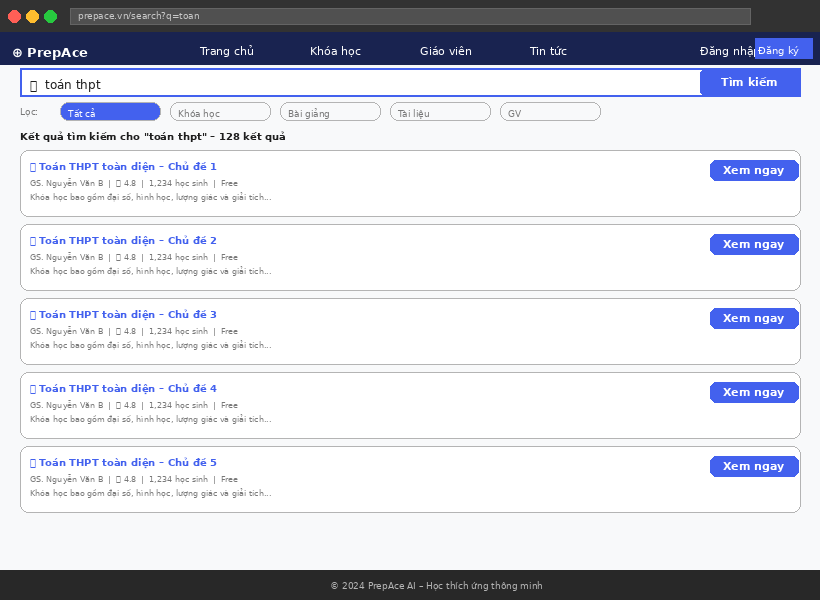 prepace.vn/search?q=toan
⊕ PrepAce Trang chủ Khóa học Giáo viên Tin tức Đăng nhập Đăng ký
toán thpt Tìm kiếm
Lọc: Tất cả Khóa học Bài giảng Tài liệu GV
Kết quả tìm kiếm cho "toán thpt" – 128 kết quả
Toán THPT toàn diện – Chủ đề 1 Xem ngay
GS. Nguyễn Văn B | 4.8 | 1,234 học sinh | Free
Khóa học bao gồm đại số, hình học, lượng giác và giải tích...
Toán THPT toàn diện – Chủ đề 2 Xem ngay
GS. Nguyễn Văn B | 4.8 | 1,234 học sinh | Free
Khóa học bao gồm đại số, hình học, lượng giác và giải tích...
Toán THPT toàn diện – Chủ đề 3 Xem ngay
GS. Nguyễn Văn B | 4.8 | 1,234 học sinh | Free
Khóa học bao gồm đại số, hình học, lượng giác và giải tích...
Toán THPT toàn diện – Chủ đề 4 Xem ngay
GS. Nguyễn Văn B | 4.8 | 1,234 học sinh | Free
Khóa học bao gồm đại số, hình học, lượng giác và giải tích...
Toán THPT toàn diện – Chủ đề 5 Xem ngay
GS. Nguyễn Văn B | 4.8 | 1,234 học sinh | Free
Khóa học bao gồm đại số, hình học, lượng giác và giải tích...
© 2024 PrepAce AI – Học thích ứng thông minh